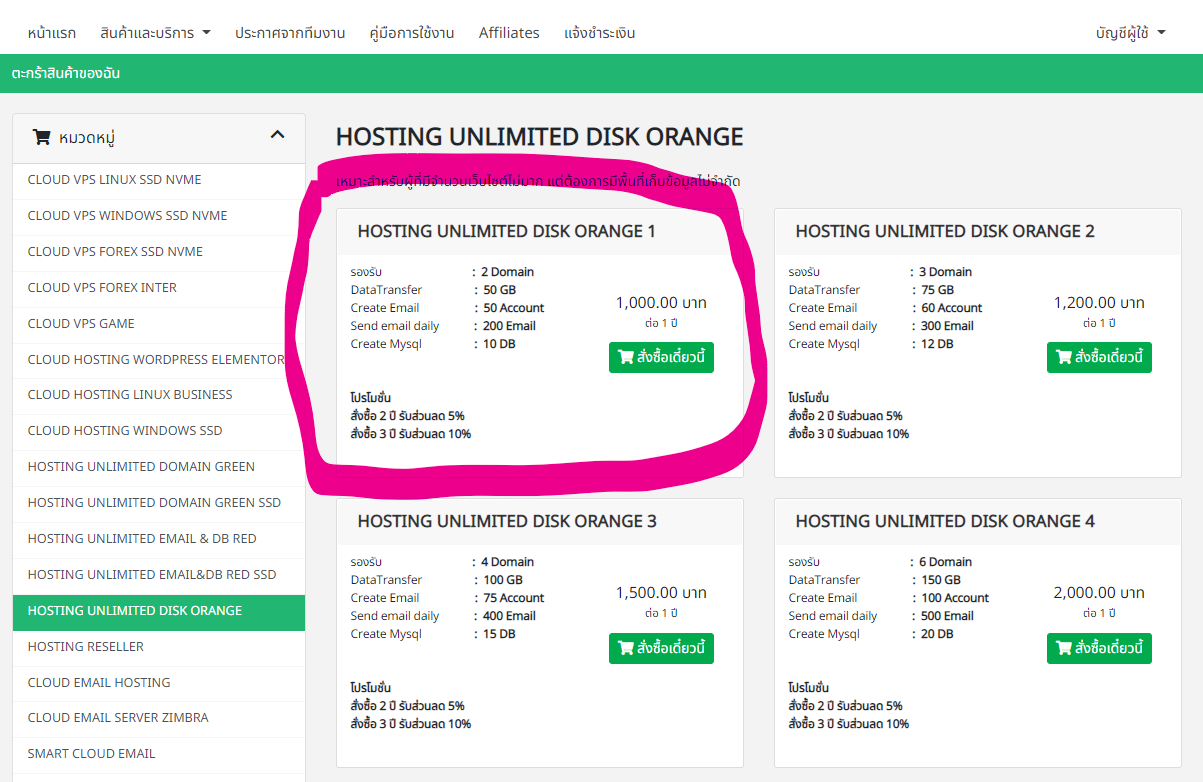 หน้าแรก สินค้าและบริการ ประกาศจากทีมงาน คู่มือการใช้งาน Affiliates แจ้งชำระเงิน บัญชีผู้ใช้
ตะกร้าสินค้าของฉัน
หมวดหมู่
CLOUD VPS LINUX SSD NVME
CLOUD VPS WINDOWS SSD NVME
CLOUD VPS FOREX SSD NVME
CLOUD VPS FOREX INTER
CLOUD VPS GAME
CLOUD HOSTING WORDPRESS ELEMENTOR
CLOUD HOSTING LINUX BUSINESS
CLOUD HOSTING WINDOWS SSD
HOSTING UNLIMITED DOMAIN GREEN
HOSTING UNLIMITED DOMAIN GREEN SSD
HOSTING UNLIMITED EMAIL & DB RED
HOSTING UNLIMITED EMAIL&DB RED SSD
HOSTING UNLIMITED DISK ORANGE
HOSTING RESELLER
CLOUD EMAIL HOSTING
CLOUD EMAIL SERVER ZIMBRA
SMART CLOUD EMAIL
HOSTING UNLIMITED DISK ORANGE
เหมาะสำหรับผู้ที่มีจำนวนเว็บไซต์ไม่มาก แต่ต้องการมีพื้นที่เก็บข้อมูลไม่จำกัด
HOSTING UNLIMITED DISK ORANGE 1
รองรับ : 2 Domain
DataTransfer : 50 GB
Create Email : 50 Account
Send email daily : 200 Email
Create Mysql : 10 DB
1,000.00 บาท
ต่อ 1 ปี
สั่งซื้อเดี๋ยวนี้
โปรโมชั่น
สั่งซื้อ 2 ปี รับส่วนลด 5%
สั่งซื้อ 3 ปี รับส่วนลด 10%
HOSTING UNLIMITED DISK ORANGE 2
รองรับ : 3 Domain
DataTransfer : 75 GB
Create Email : 60 Account
Send email daily : 300 Email
Create Mysql : 12 DB
1,200.00 บาท
ต่อ 1 ปี
สั่งซื้อเดี๋ยวนี้
โปรโมชั่น
สั่งซื้อ 2 ปี รับส่วนลด 5%
สั่งซื้อ 3 ปี รับส่วนลด 10%
HOSTING UNLIMITED DISK ORANGE 3
รองรับ : 4 Domain
DataTransfer : 100 GB
Create Email : 75 Account
Send email daily : 400 Email
Create Mysql : 15 DB
1,500.00 บาท
ต่อ 1 ปี
สั่งซื้อเดี๋ยวนี้
โปรโมชั่น
สั่งซื้อ 2 ปี รับส่วนลด 5%
สั่งซื้อ 3 ปี รับส่วนลด 10%
HOSTING UNLIMITED DISK ORANGE 4
รองรับ : 6 Domain
DataTransfer : 150 GB
Create Email : 100 Account
Send email daily : 500 Email
Create Mysql : 20 DB
2,000.00 บาท
ต่อ 1 ปี
สั่งซื้อเดี๋ยวนี้
โปรโมชั่น
สั่งซื้อ 2 ปี รับส่วนลด 5%
สั่งซื้อ 3 ปี รับส่วนลด 10%